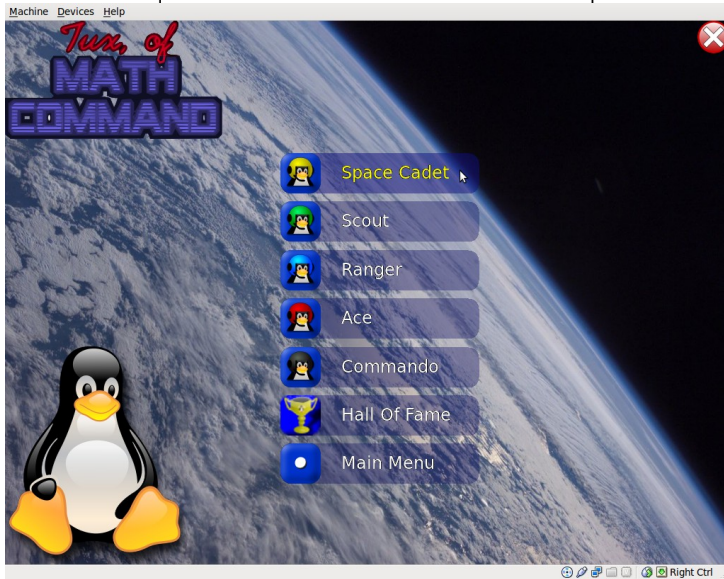 Machine Devices Help
Tux, of
MATH
COMMAND
Space Cadet
Scout
Ranger
Ace
Commando
Hall Of Fame
Main Menu
Right Ctrl